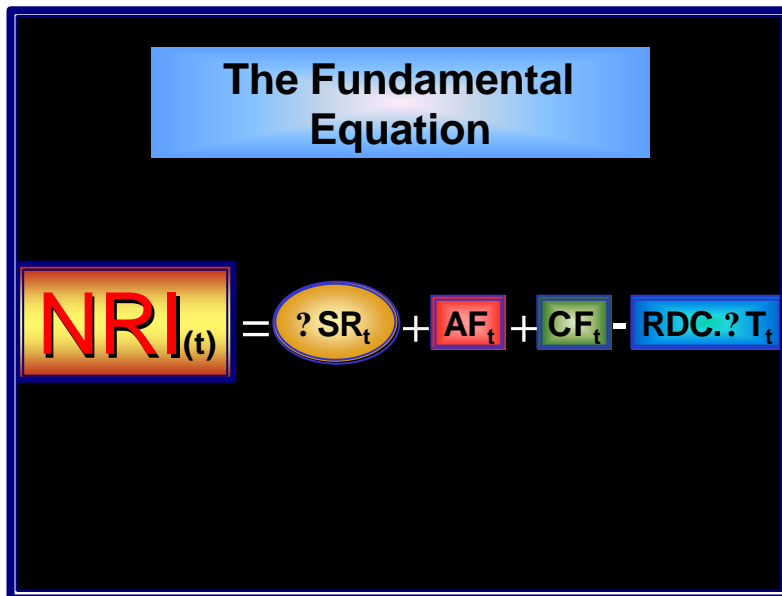 The Fundamental
Equation
NRI(t) = ? SRt + AFt + CFt - RDC.? Tt